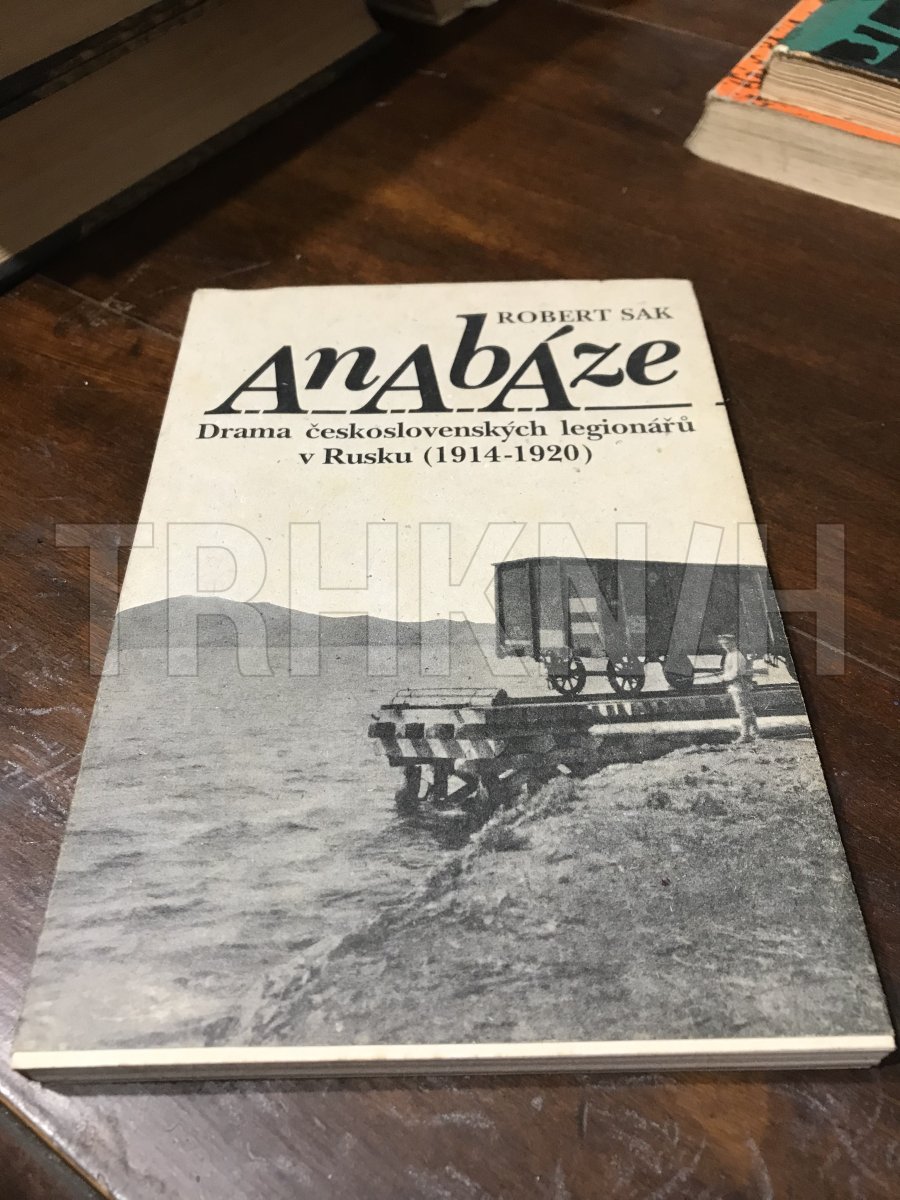 ROBERT SAK
AnAbÁze
Drama československých legionářů
v Rusku (1914-1920)
TRHKNIH